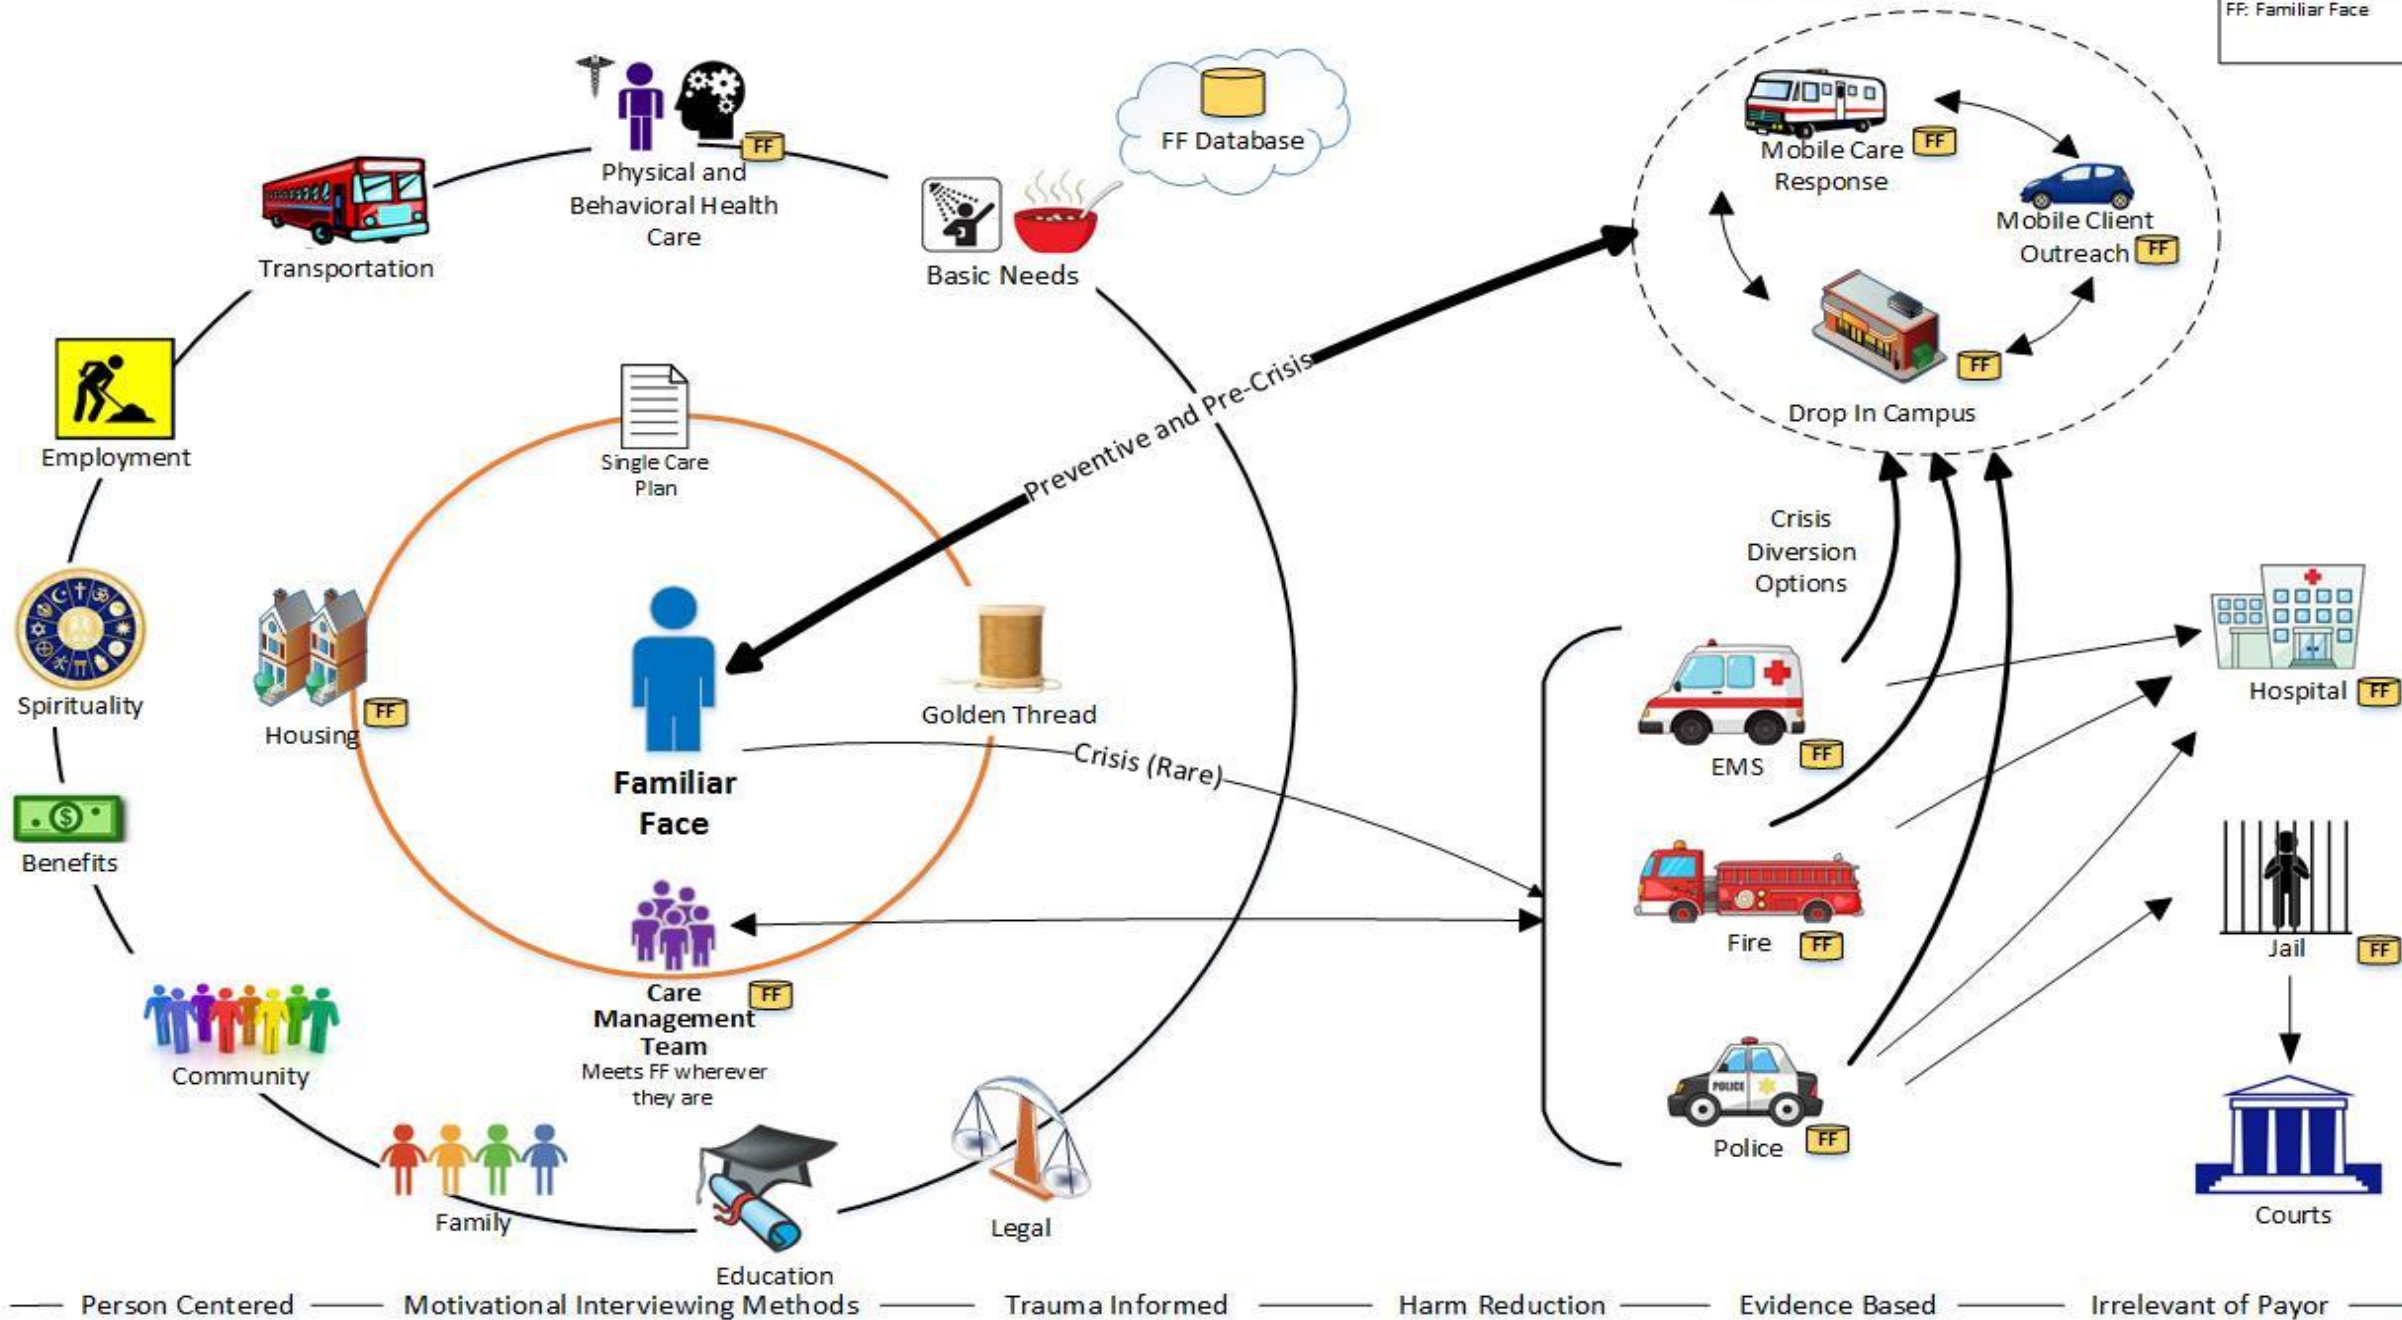 FF: Familiar Face
FF Database
Physical and
Behavioral Health
Care
FF
Transportation
Basic Needs
Employment
Spirituality
Benefits
Community
Family
Education
Legal
Single Care
Plan
Housing
FF
Golden Thread
Familiar
Face
Care
Management
Team
FF
Meets FF wherever
they are
Preventive and Pre-Crisis
Crisis (Rare)
Mobile Care
Response
FF
Mobile Client
Outreach
FF
FF
Drop In Campus
Crisis
Diversion
Options
EMS
FF
Fire
FF
POLICE
Police
FF
Hospital
FF
Jail
FF
Courts
Person Centered
Motivational Interviewing Methods
Trauma Informed
Harm Reduction
Evidence Based
Irrelevant of Payor